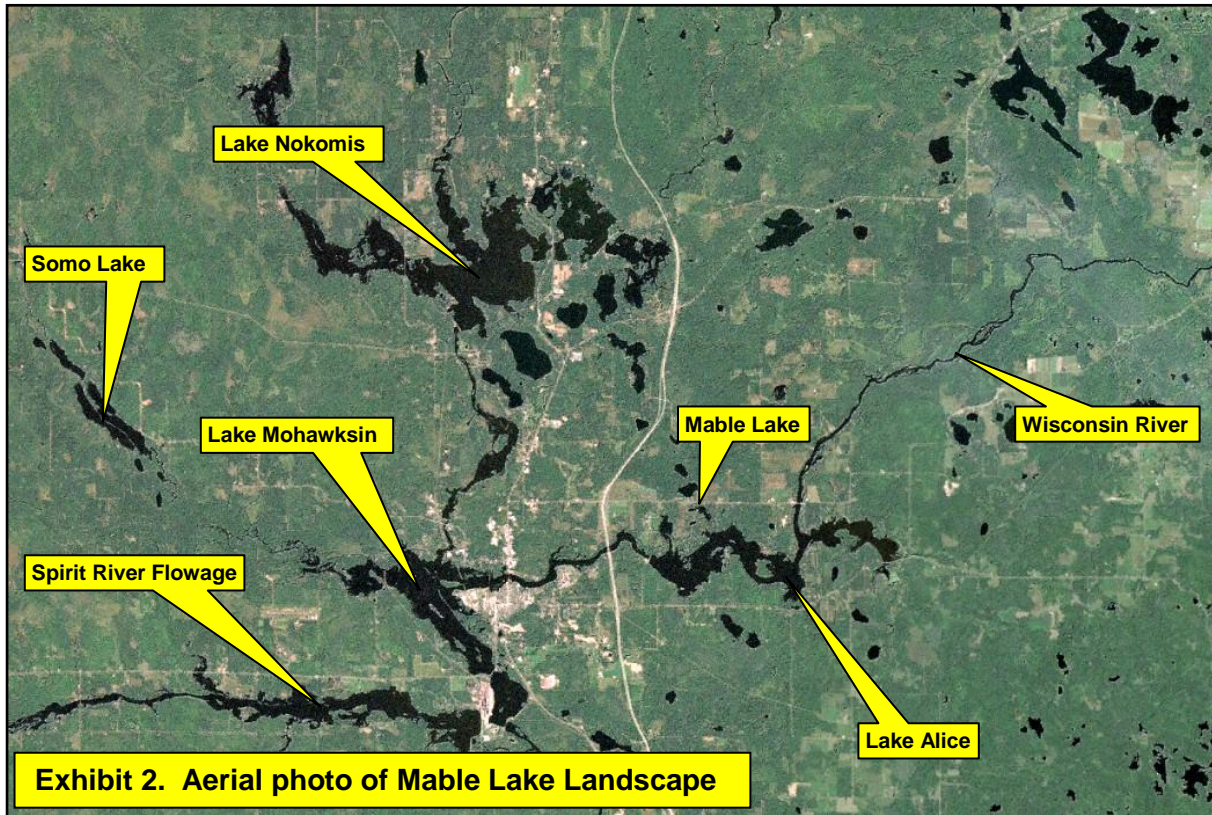 Lake Nokomis
Somo Lake
Lake Mohawksin
Mable Lake
Wisconsin River
Spirit River Flowage
Lake Alice
Exhibit 2. Aerial photo of Mable Lake Landscape